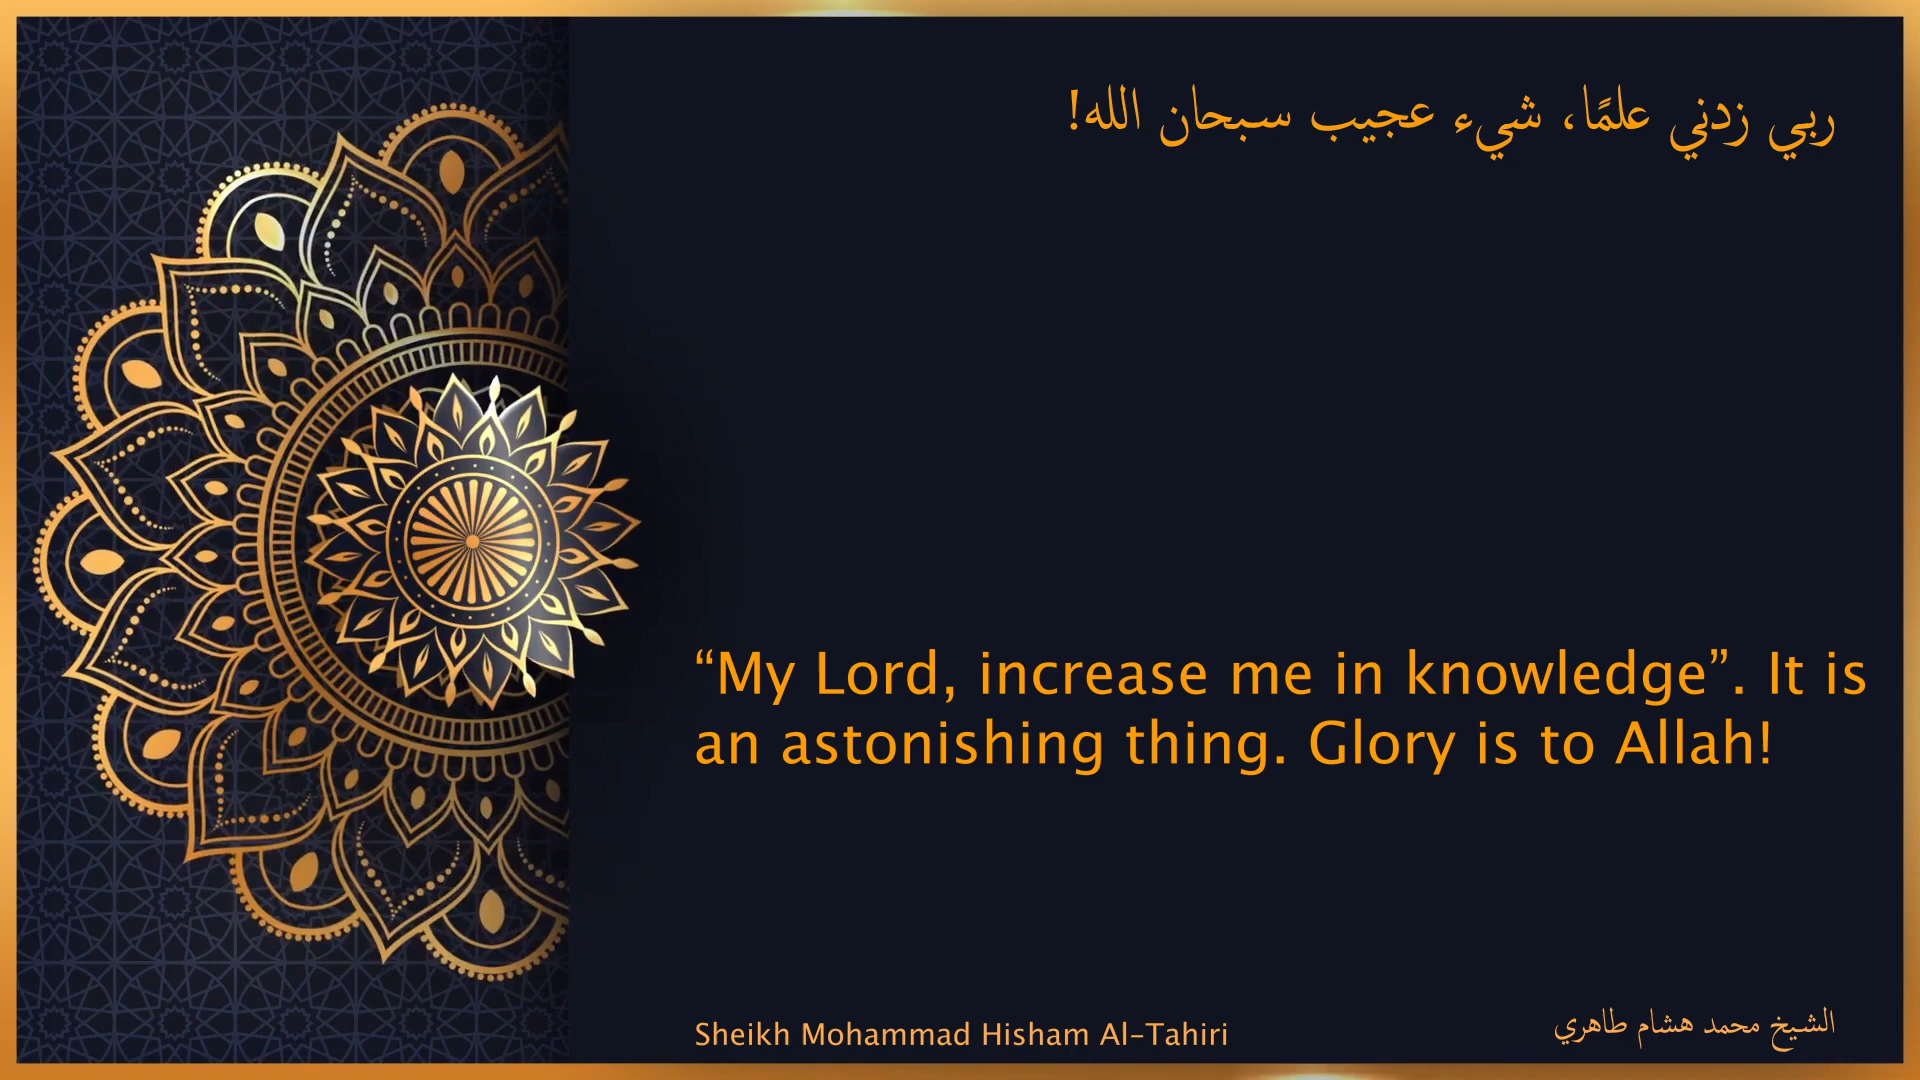 ربي زدني علمًا، شيء عجيب سبحان الله!
“My Lord, increase me in knowledge”. It is
an astonishing thing. Glory is to Allah!
Sheikh Mohammad Hisham Al-Tahiri
الشيخ محمد هشام طاهري